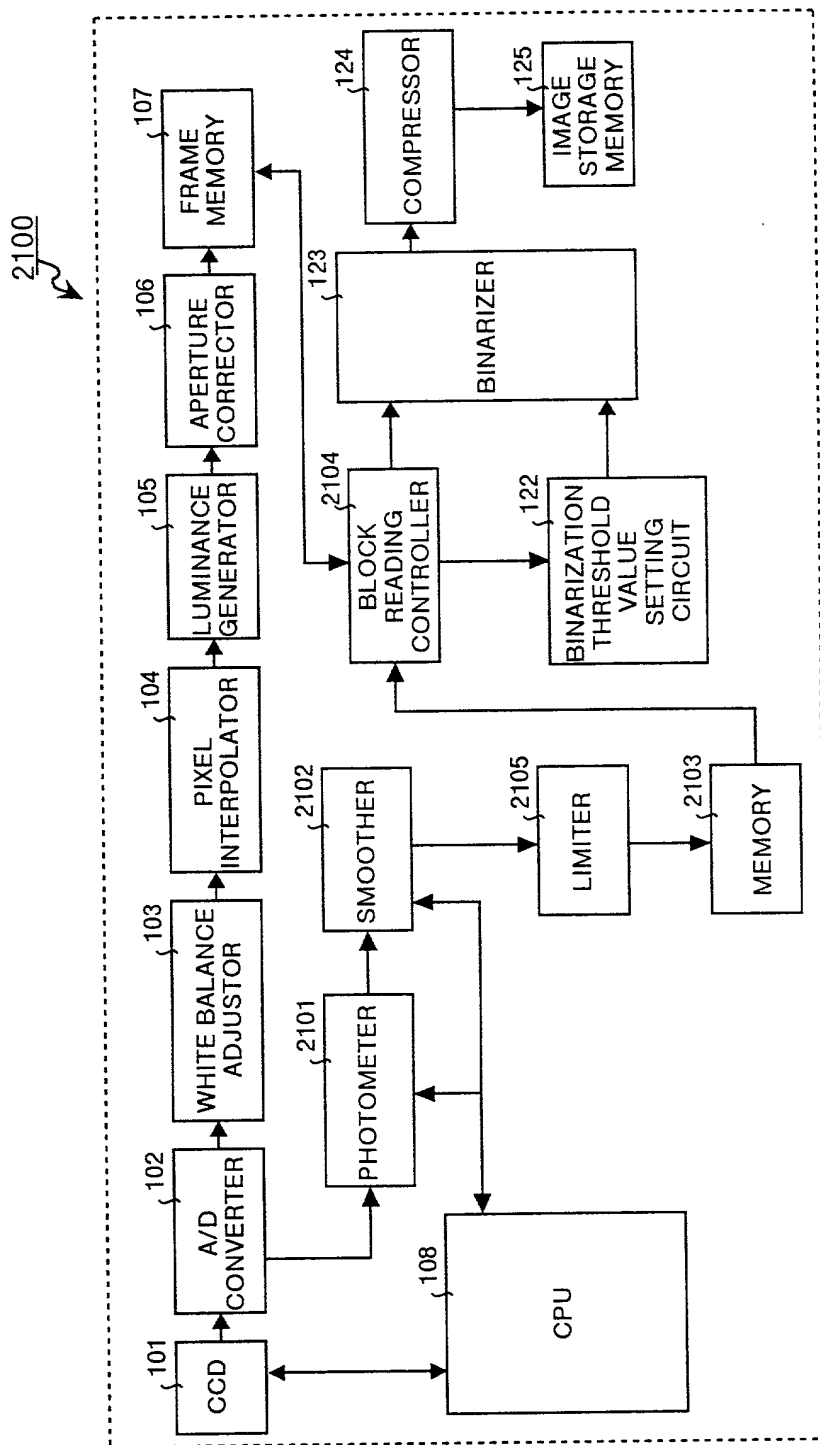 2100
101
CCD
102
A/D
CONVERTER
103
WHITE BALANCE
ADJUSTOR
104
PIXEL
INTERPOLATOR
105
LUMINANCE
GENERATOR
106
APERTURE
CORRECTOR
107
FRAME
MEMORY
108
CPU
2101
PHOTOMETER
2102
SMOOTHER
2105
LIMITER
2103
MEMORY
2104
BLOCK
READING
CONTROLLER
122
BINARIZATION
THRESHOLD
VALUE
SETTING
CIRCUIT
123
BINARIZER
124
COMPRESSOR
125
IMAGE
STORAGE
MEMORY